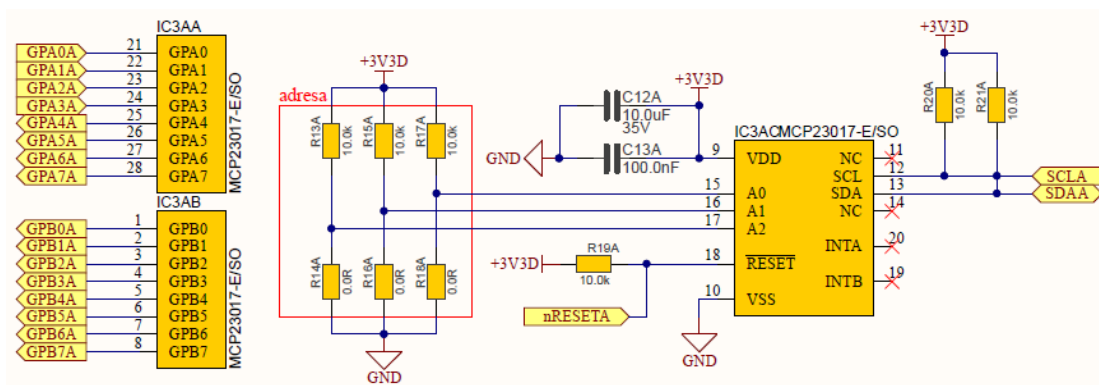 IC3AA
GPA0A 21 GPA0
GPA1A 22 GPA1
GPA2A 23 GPA2
GPA3A 24 GPA3
GPA4A 25 GPA4
GPA5A 26 GPA5
GPA6A 27 GPA6
GPA7A 28 GPA7
MCP23017-E/SO
IC3AB
GPB0A 1 GPB0
GPB1A 2 GPB1
GPB2A 3 GPB2
GPB3A 4 GPB3
GPB4A 5 GPB4
GPB5A 6 GPB5
GPB6A 7 GPB6
GPB7A 8 GPB7
MCP23017-E/SO
+3V3D
adresa
R13A 10.0k
R15A 10.0k
R17A 10.0k
R14A 0.0R
R16A 0.0R
R18A 0.0R
GND
+3V3D
C12A
10.0uF
35V
GND
C13A
100.0nF
+3V3D
R19A
10.0k
nRESETA
GND
IC3AC MCP23017-E/SO
9 VDD
15 A0
16 A1
17 A2
18 RESET
10 VSS
NC 11
SCL 12
SDA 13
NC 14
INTA 20
INTB 19
+3V3D
R20A 10.0k
R21A 10.0k
SCLA
SDAA